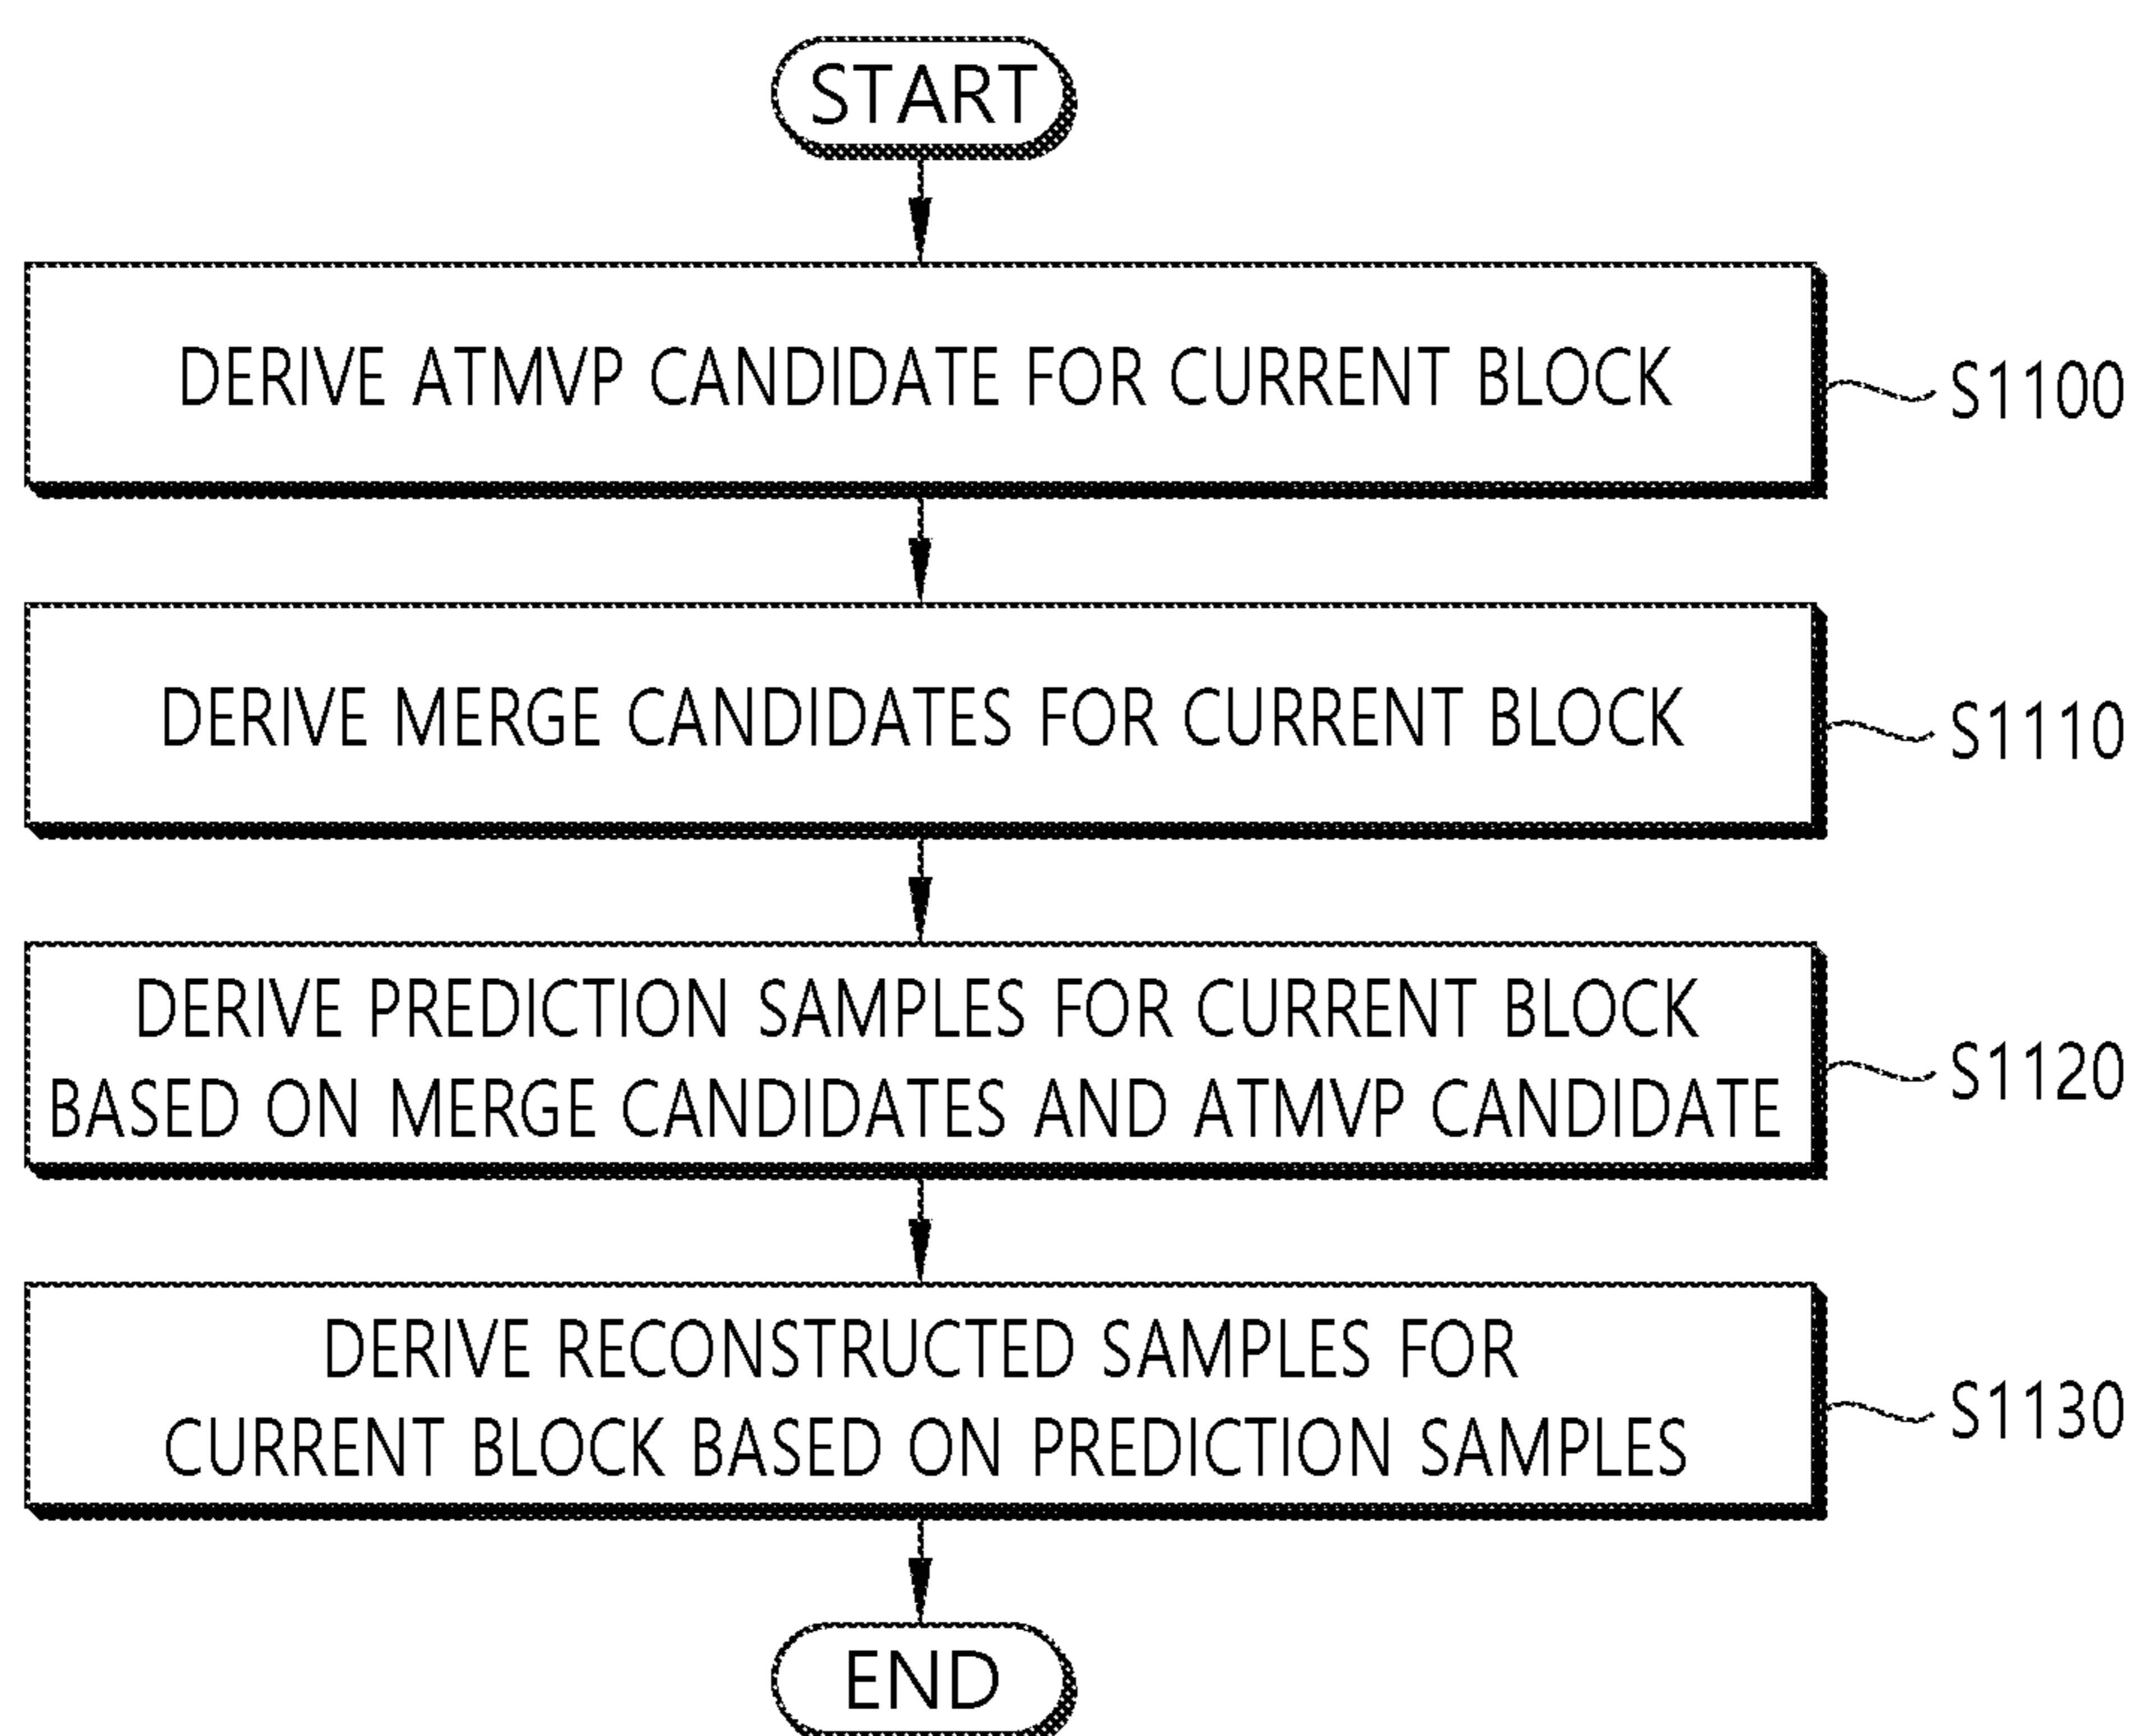 START
DERIVE ATMVP CANDIDATE FOR CURRENT BLOCK
S1100
DERIVE MERGE CANDIDATES FOR CURRENT BLOCK
S1110
DERIVE PREDICTION SAMPLES FOR CURRENT BLOCK
BASED ON MERGE CANDIDATES AND ATMVP CANDIDATE
S1120
DERIVE RECONSTRUCTED SAMPLES FOR
CURRENT BLOCK BASED ON PREDICTION SAMPLES
S1130
END